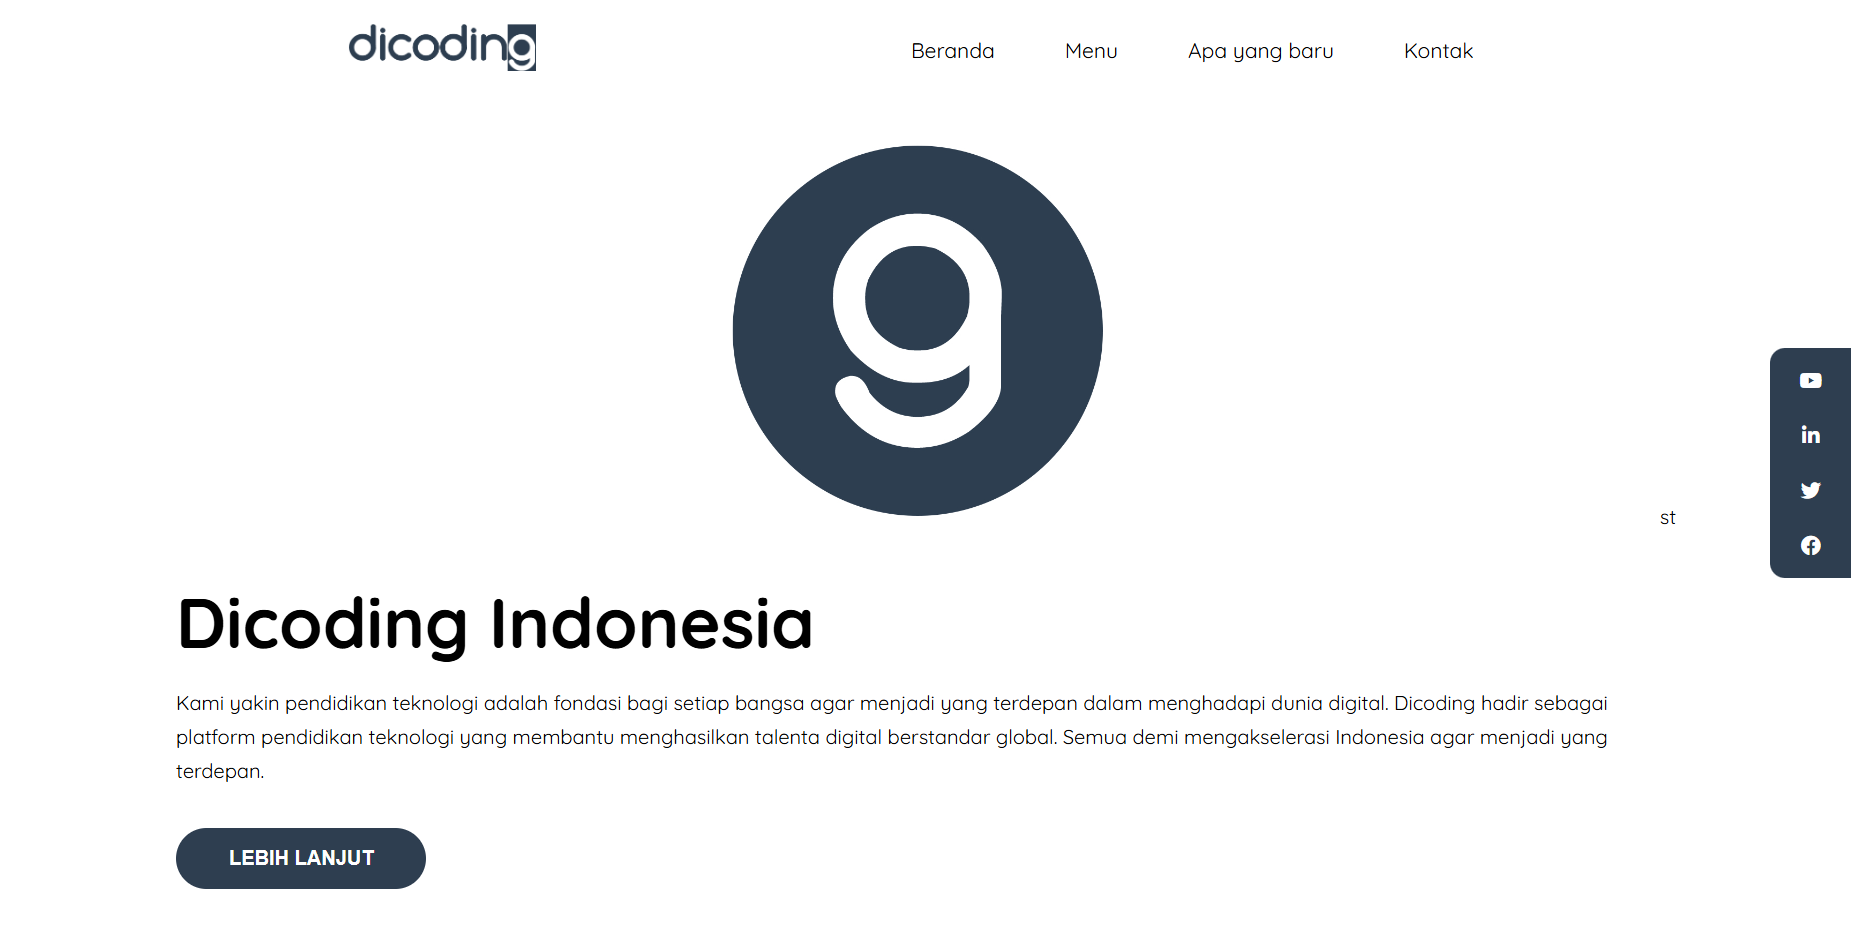 dicoding
Beranda
Menu
Apa yang baru
Kontak
g
st
Dicoding Indonesia
Kami yakin pendidikan teknologi adalah fondasi bagi setiap bangsa agar menjadi yang terdepan dalam menghadapi dunia digital. Dicoding hadir sebagai
platform pendidikan teknologi yang membantu menghasilkan talenta digital berstandar global. Semua demi mengakselerasi Indonesia agar menjadi yang
terdepan.
LEBIH LANJUT